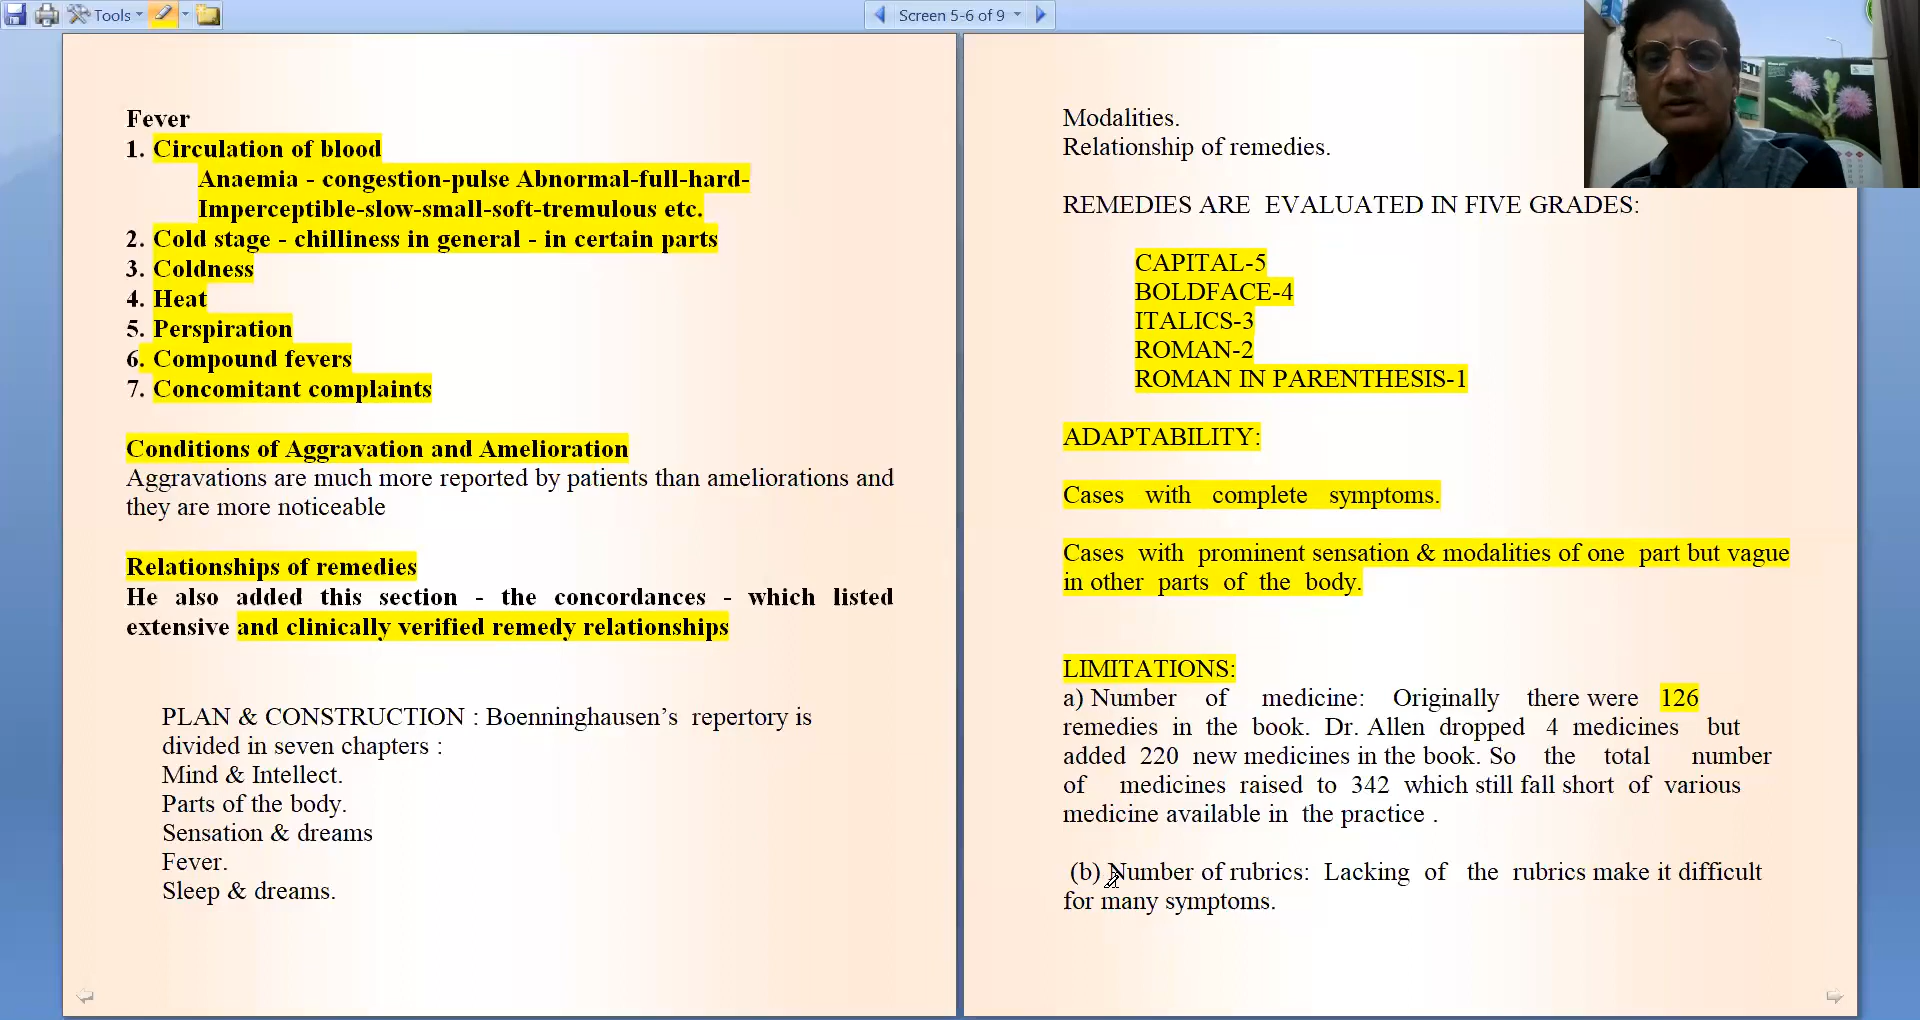 Tools
Screen 5-6 of 9
Fever
1. Circulation of blood
Anaemia - congestion-pulse Abnormal-full-hard-
Imperceptible-slow-small-soft-tremulous etc.
2. Cold stage - chilliness in general - in certain parts
3. Coldness
4. Heat
5. Perspiration
6. Compound fevers
7. Concomitant complaints
Conditions of Aggravation and Amelioration
Aggravations are much more reported by patients than ameliorations and
they are more noticeable
Relationships of remedies
He also added this section - the concordances - which listed
extensive and clinically verified remedy relationships
PLAN & CONSTRUCTION : Boenninghausen’s repertory is
divided in seven chapters :
Mind & Intellect.
Parts of the body.
Sensation & dreams
Fever.
Sleep & dreams.
Modalities.
Relationship of remedies.
REMEDIES ARE EVALUATED IN FIVE GRADES:
CAPITAL-5
BOLDFACE-4
ITALICS-3
ROMAN-2
ROMAN IN PARENTHESIS-1
ADAPTABILITY:
Cases with complete symptoms.
Cases with prominent sensation & modalities of one part but vague
in other parts of the body.
LIMITATIONS:
a) Number of medicine: Originally there were 126
remedies in the book. Dr. Allen dropped 4 medicines but
added 220 new medicines in the book. So the total number
of medicines raised to 342 which still fall short of various
medicine available in the practice .
(b) Number of rubrics: Lacking of the rubrics make it difficult
for many symptoms.